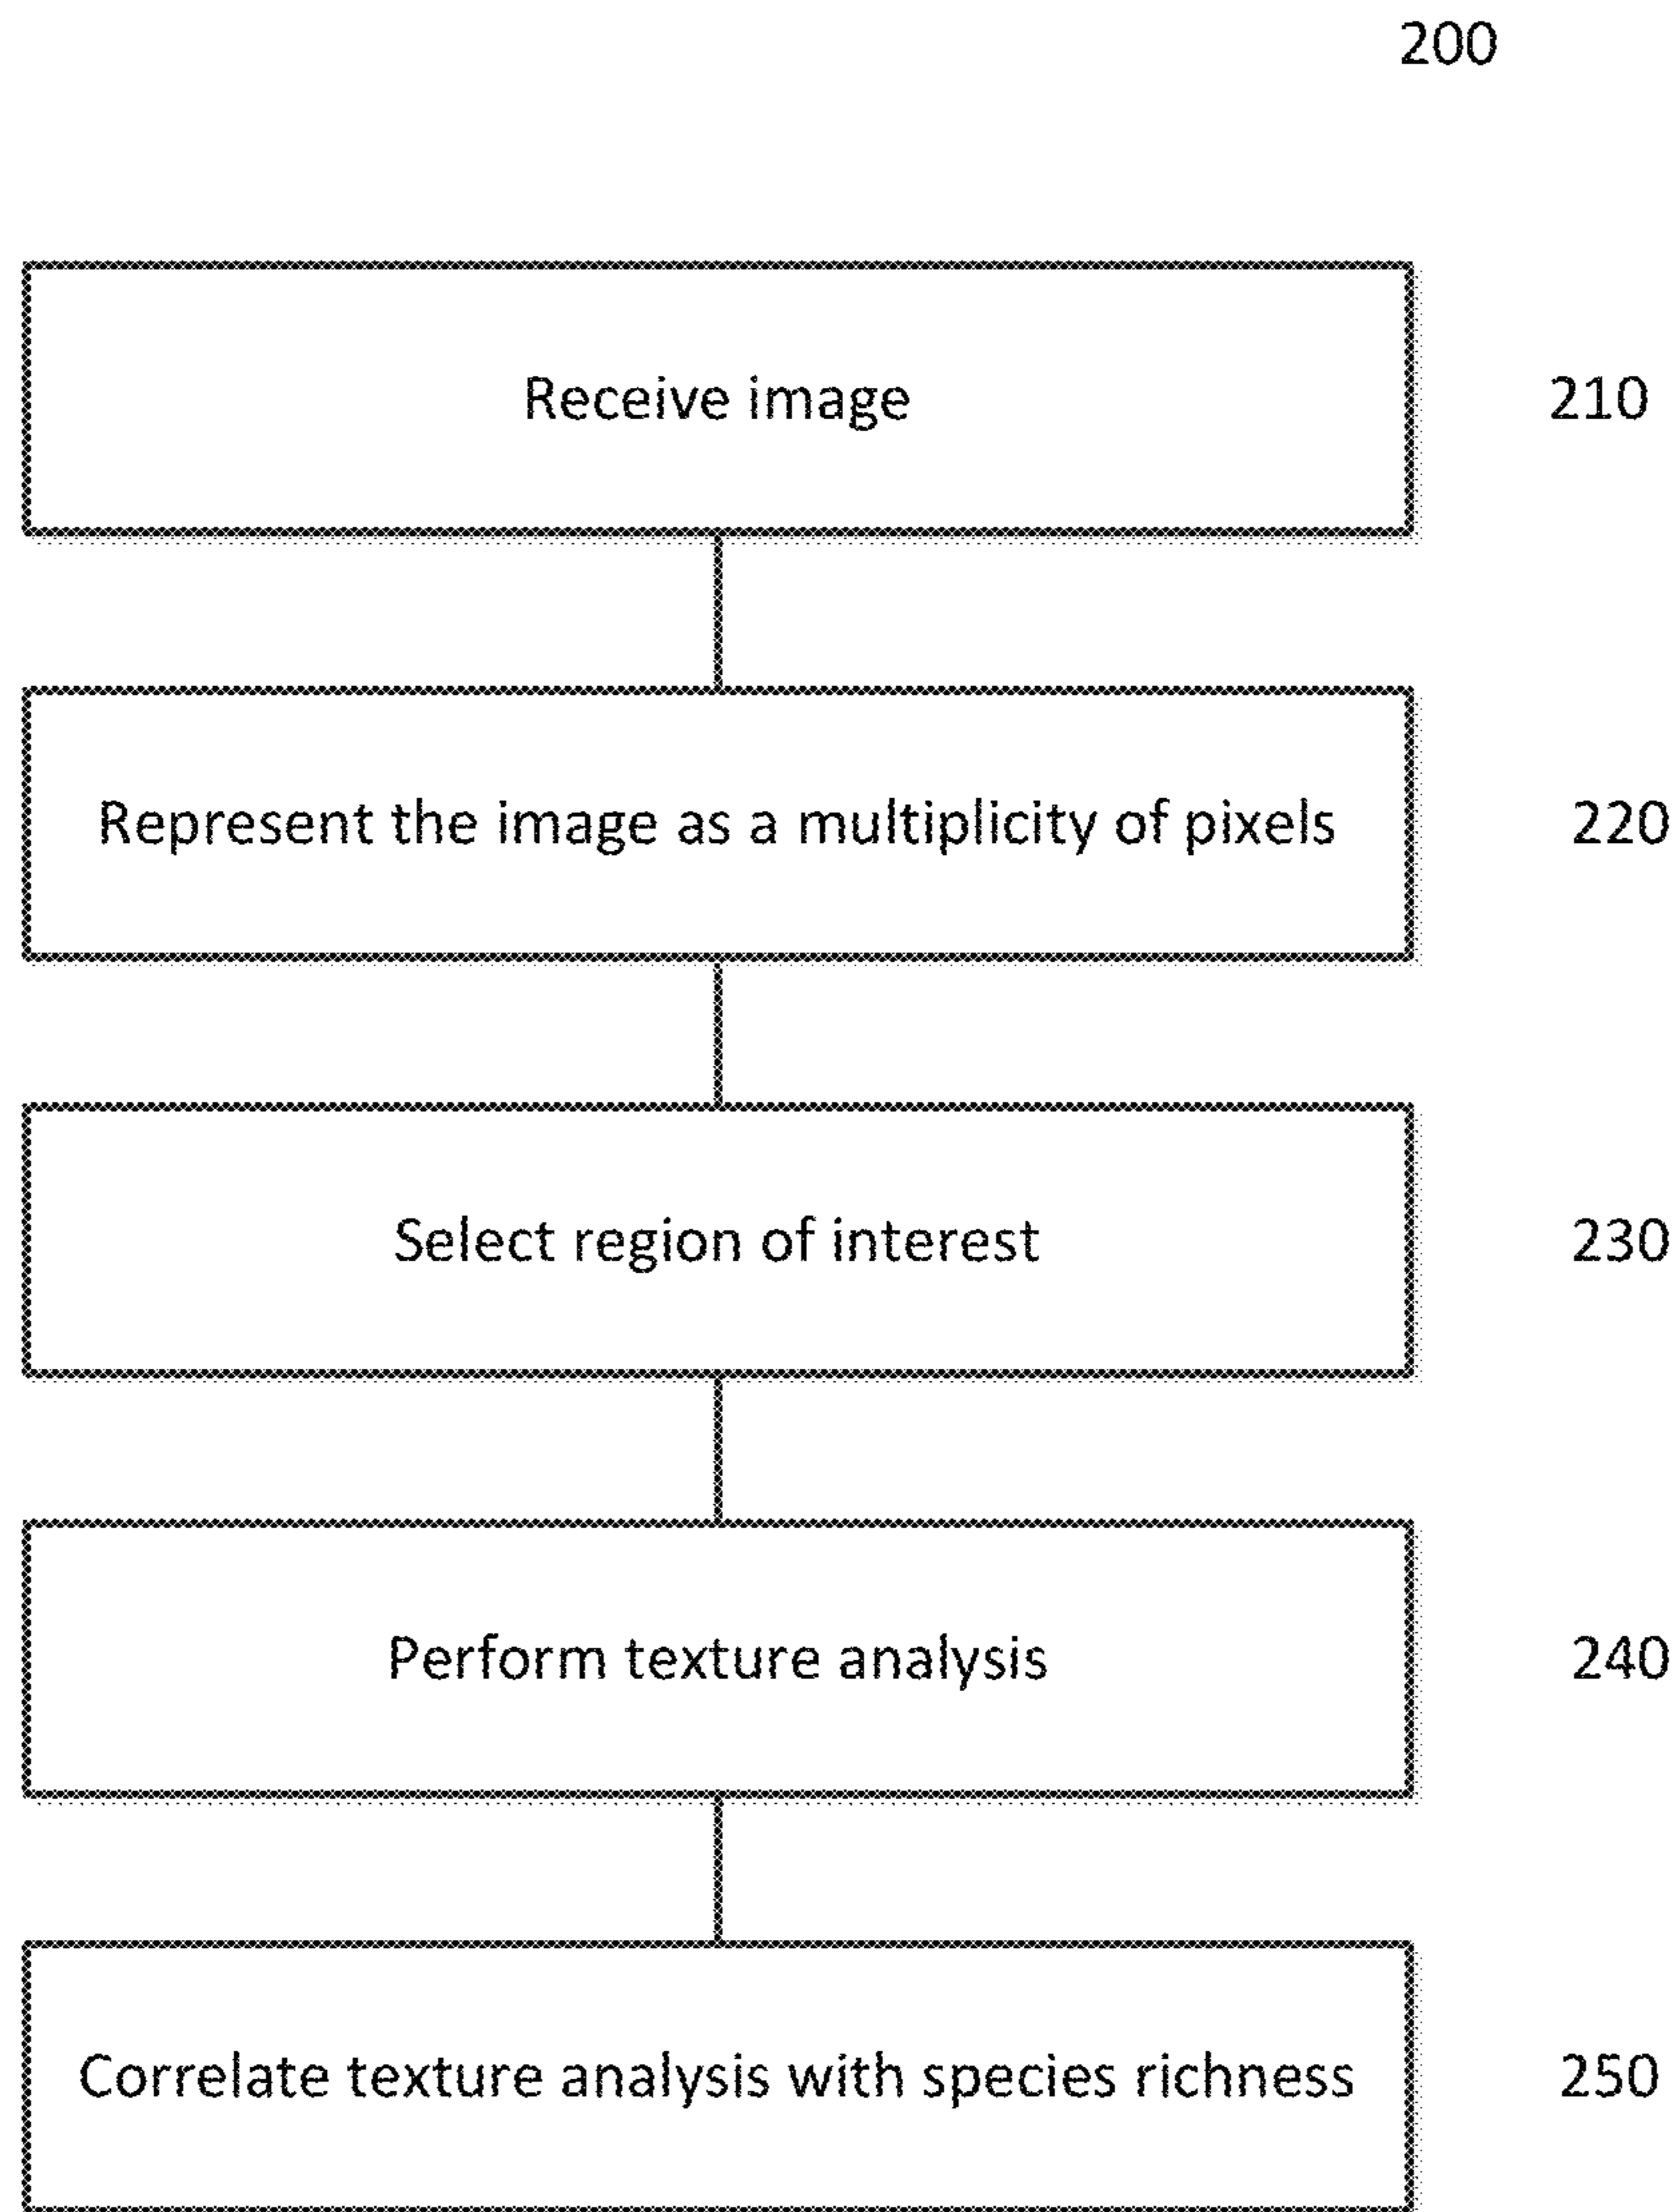 200
Receive image
210
Represent the image as a multiplicity of pixels
220
Select region of interest
230
Perform texture analysis
240
Correlate texture analysis with species richness
250